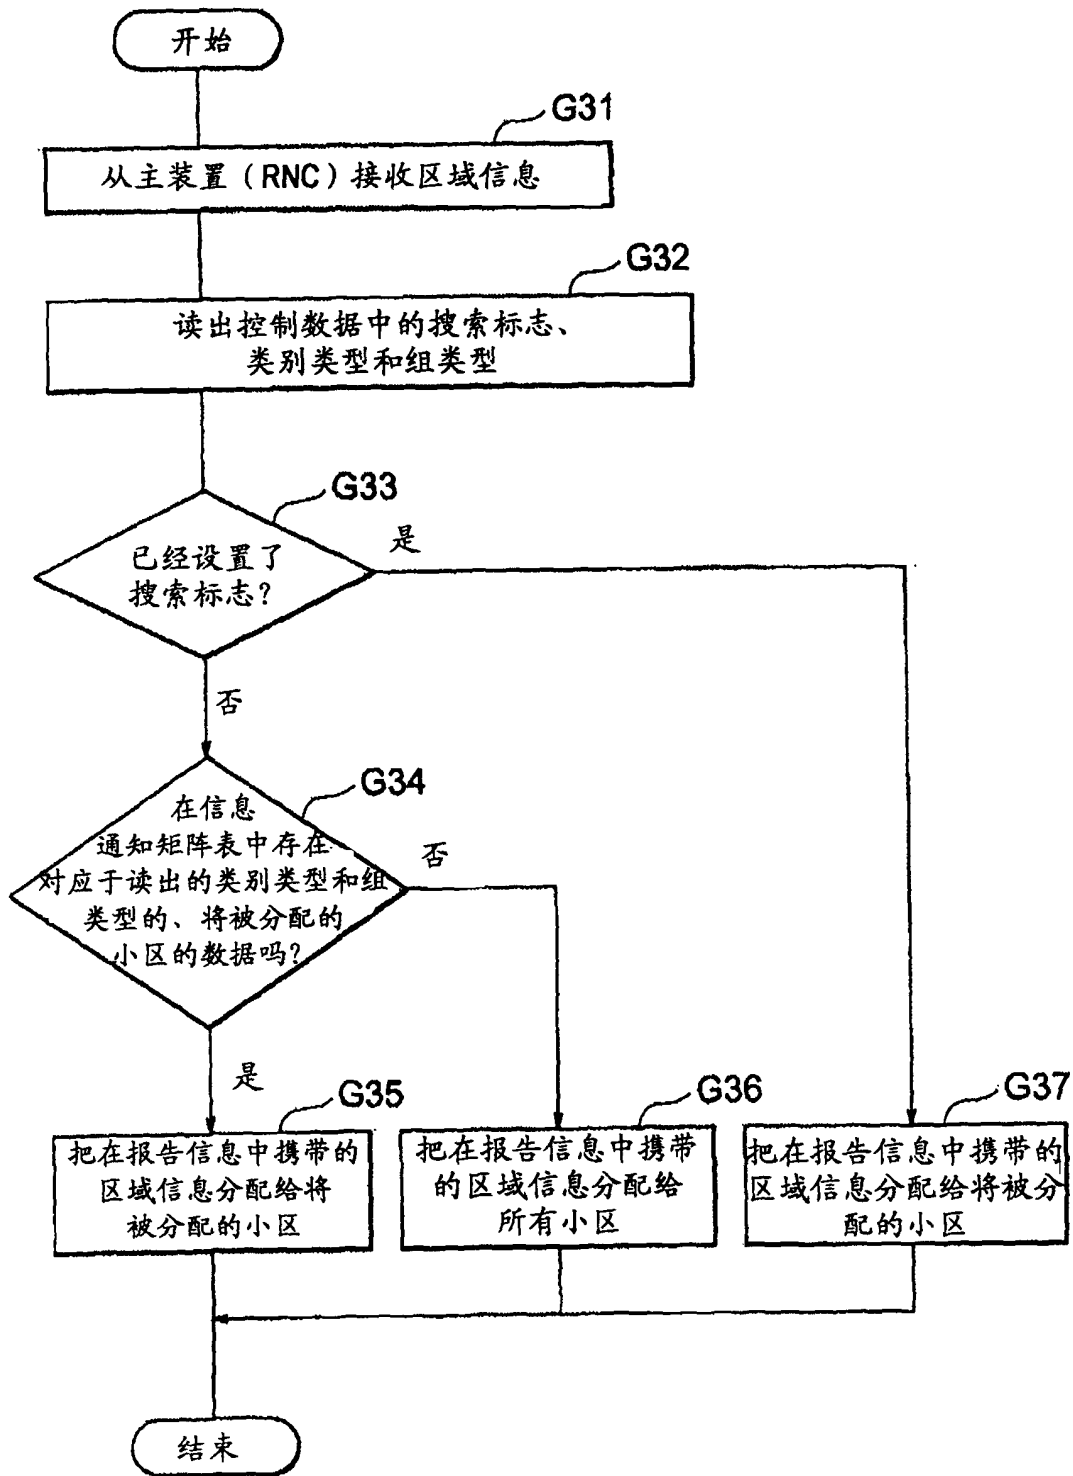 开始
G31
从主装置（RNC）接收区域信息
G32
读出控制数据中的搜索标志、
类别类型和组类型
G33
已经设置了
搜索标志？
是
否
G34
在信息
通知矩阵表中存在
对应于读出的类别类型和组
类型的、将被分配的
小区的数据吗？
否
是
G35
把在报告信息中携带的
区域信息分配给将
被分配的小区
G36
把在报告信息中携带
的区域信息分配给
所有小区
G37
把在报告信息中携带的
区域信息分配给将被分
配的小区
结束